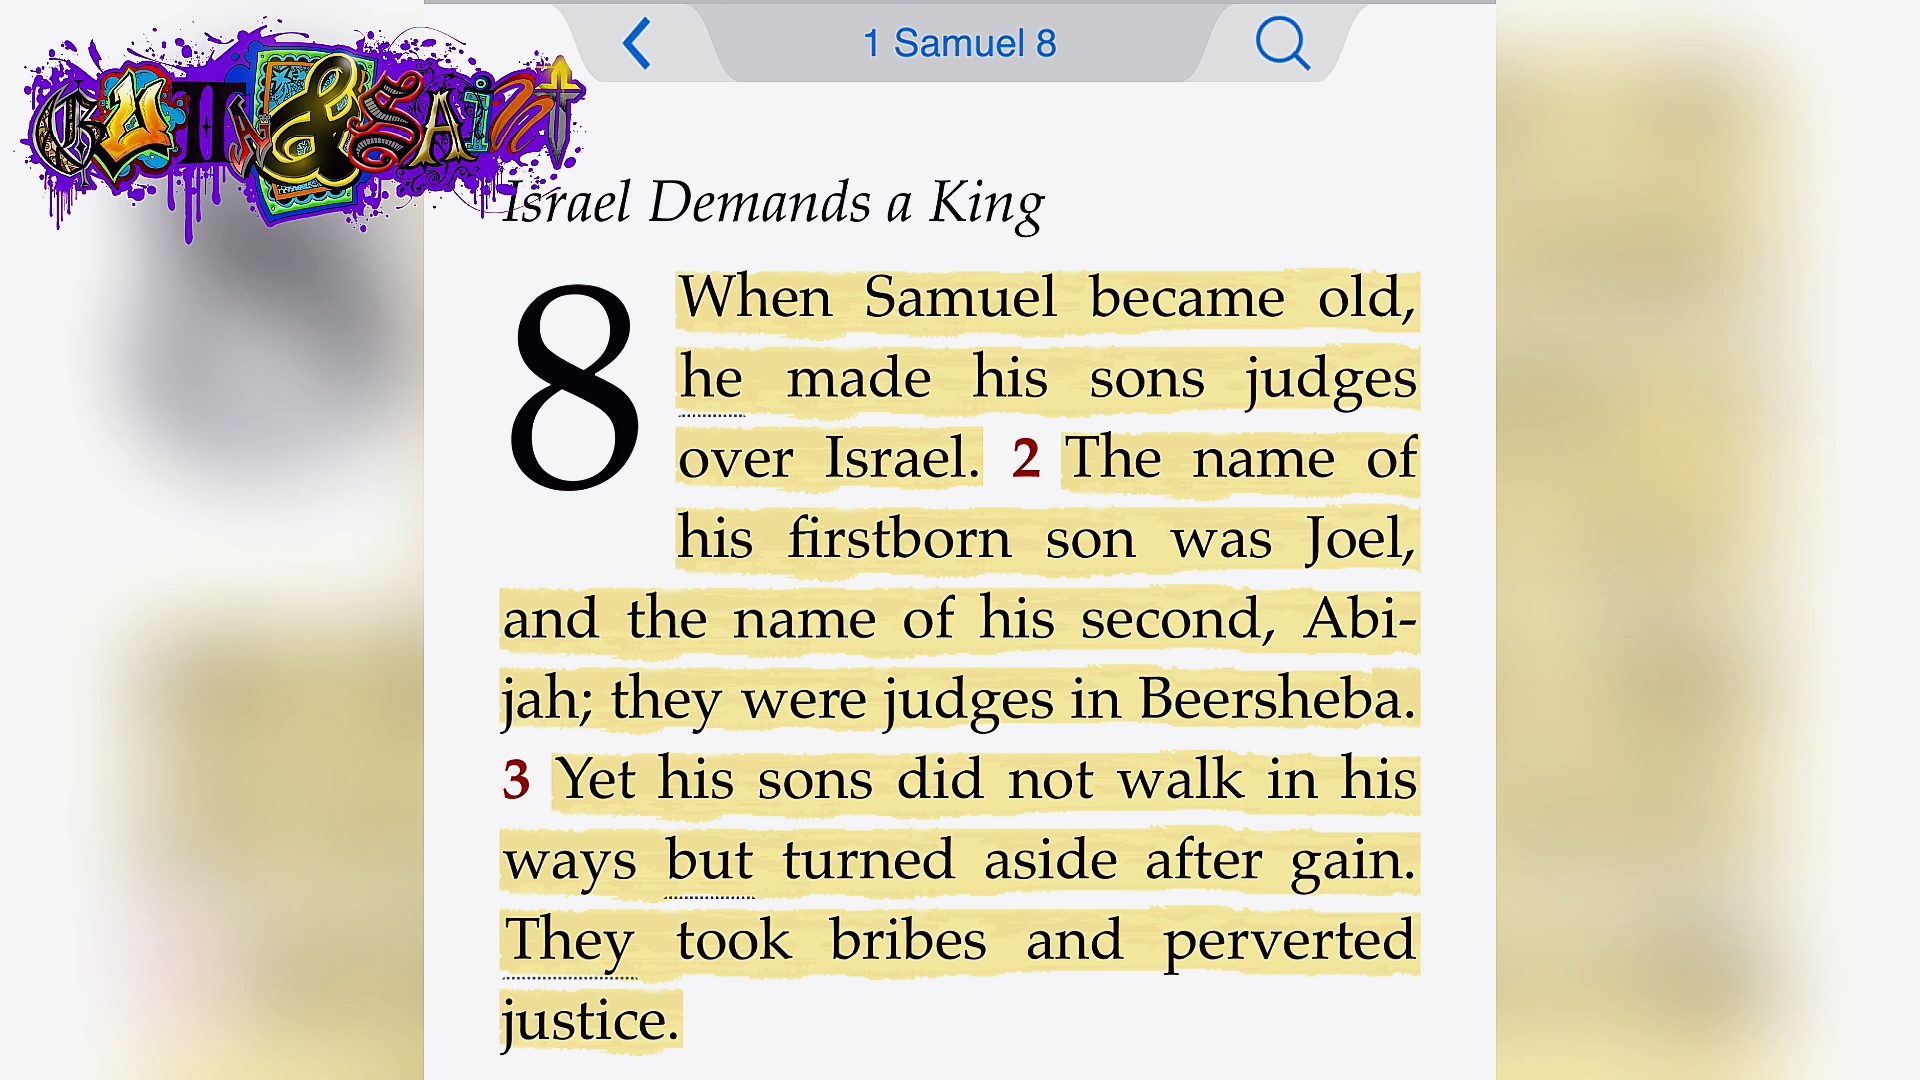 1 Samuel 8
Israel Demands a King
8 When Samuel became old,
he made his sons judges
over Israel. 2 The name of
his firstborn son was Joel,
and the name of his second, Abi-
jah; they were judges in Beersheba.
3 Yet his sons did not walk in his
ways but turned aside after gain.
They took bribes and perverted
justice.